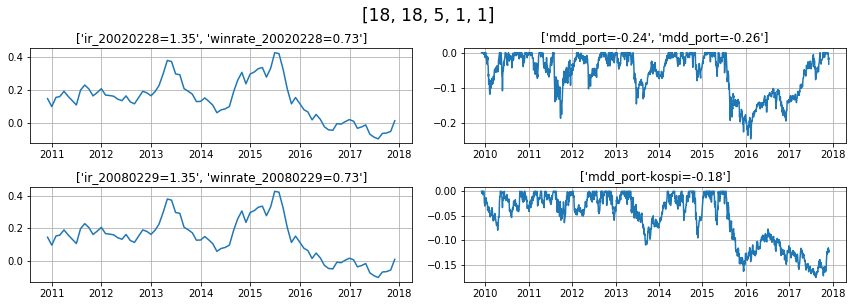 [18, 18, 5, 1, 1]
['ir_20020228=1.35', 'winrate_20020228=0.73']
0.4
0.2
0.0
2011 2012 2013 2014 2015 2016 2017 2018
['mdd_port=-0.24', 'mdd_port=-0.26']
0.0
−0.1
−0.2
2010 2011 2012 2013 2014 2015 2016 2017 2018
['ir_20080229=1.35', 'winrate_20080229=0.73']
0.4
0.2
0.0
2011 2012 2013 2014 2015 2016 2017 2018
['mdd_port-kospi=-0.18']
0.00
−0.05
−0.10
−0.15
2010 2011 2012 2013 2014 2015 2016 2017 2018